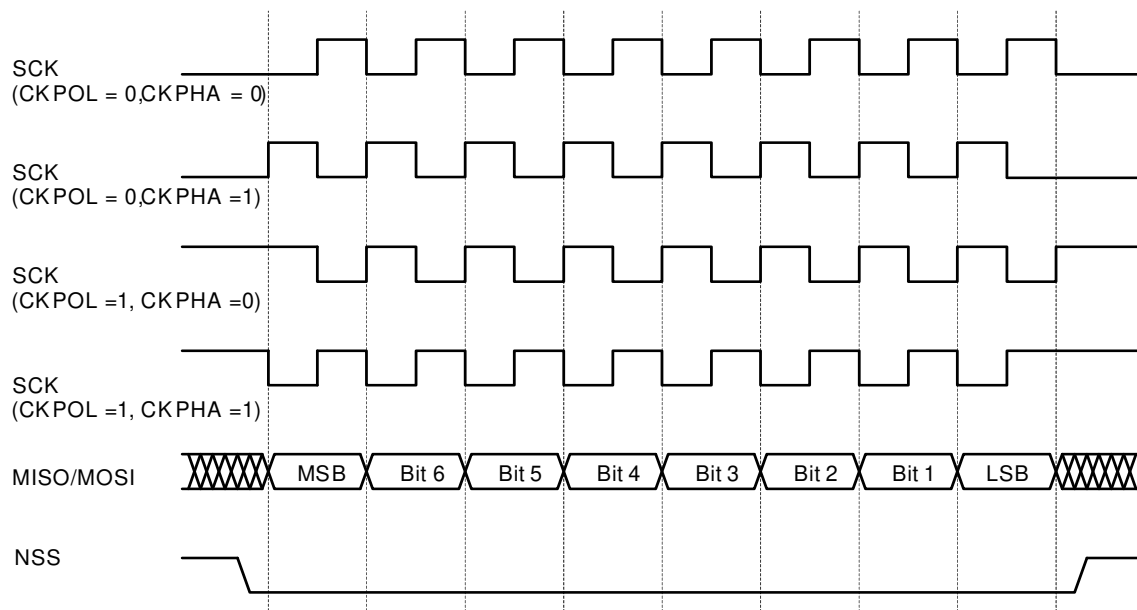 SCK
(CKPOL = 0,CKPHA = 0)
SCK
(CKPOL = 0,CKPHA =1)
SCK
(CKPOL =1, CKPHA =0)
SCK
(CKPOL =1, CKPHA =1)
MISO/MOSI MSB Bit 6 Bit 5 Bit 4 Bit 3 Bit 2 Bit 1 LSB
NSS